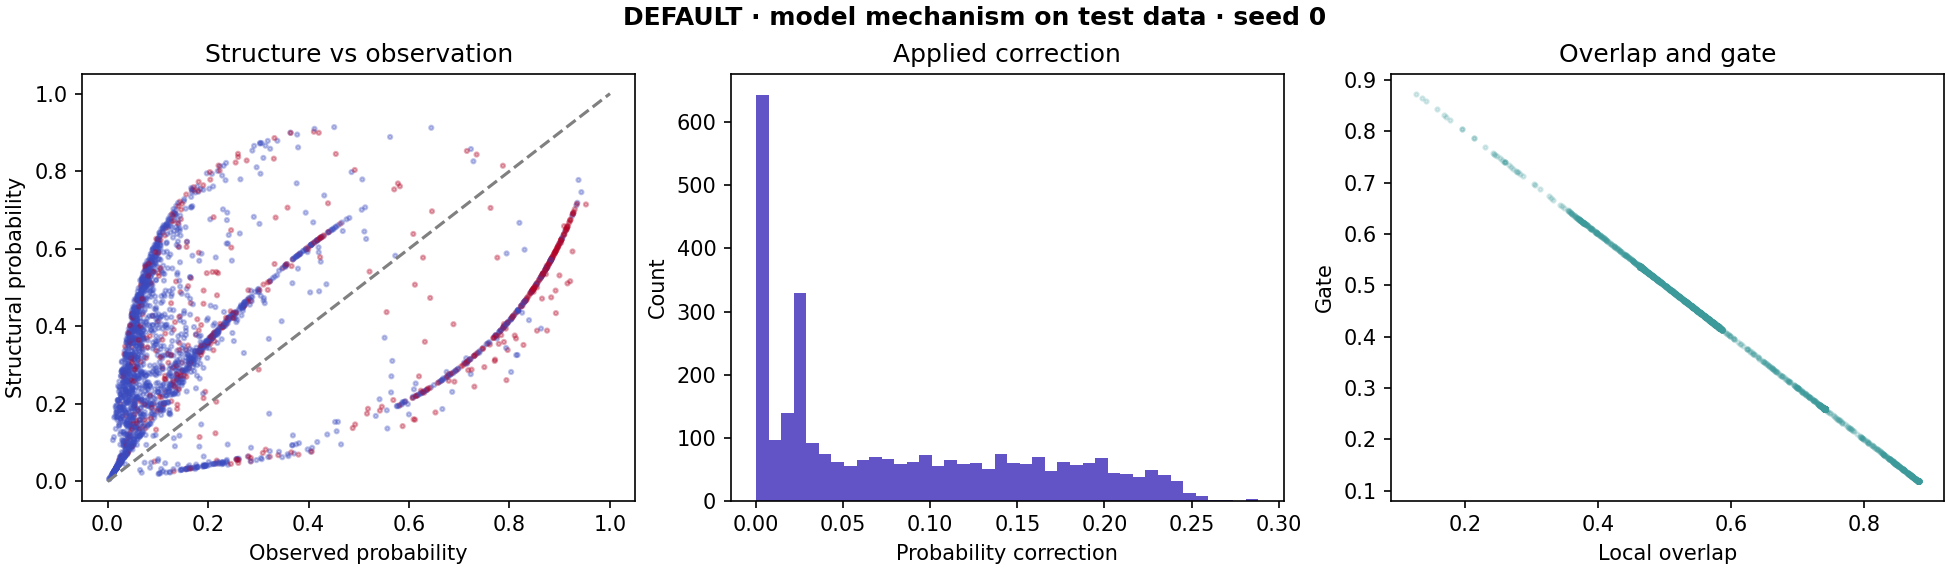 DEFAULT · model mechanism on test data · seed 0
Structure vs observation
Structural probability
1.0
0.8
0.6
0.4
0.2
0.0
0.0 0.2 0.4 0.6 0.8 1.0
Observed probability
Applied correction
Count
600
500
400
300
200
100
0
0.00 0.05 0.10 0.15 0.20 0.25 0.30
Probability correction
Overlap and gate
Gate
0.9
0.8
0.7
0.6
0.5
0.4
0.3
0.2
0.1
0.2 0.4 0.6 0.8
Local overlap